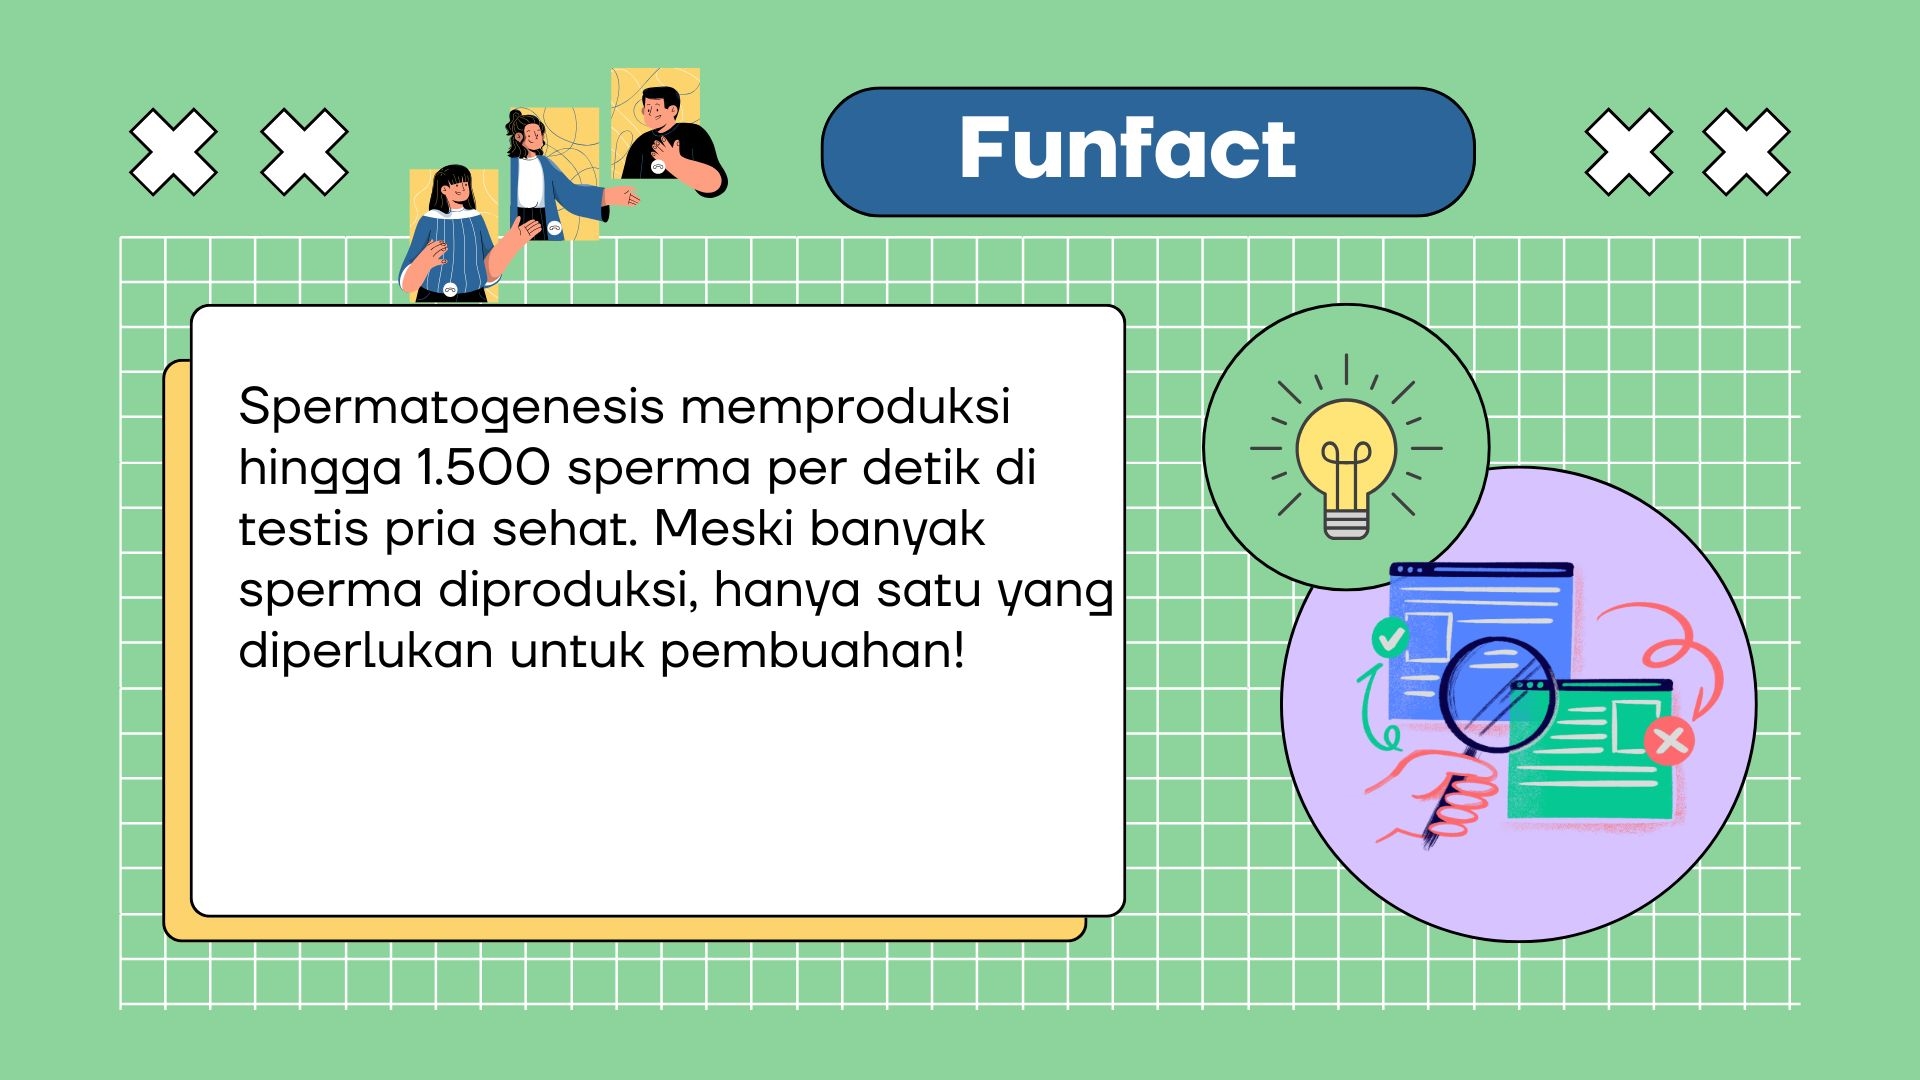 Funfact
Spermatogenesis memproduksi
hingga 1.500 sperma per detik di
testis pria sehat. Meski banyak
sperma diproduksi, hanya satu yang
diperlukan untuk pembuahan!